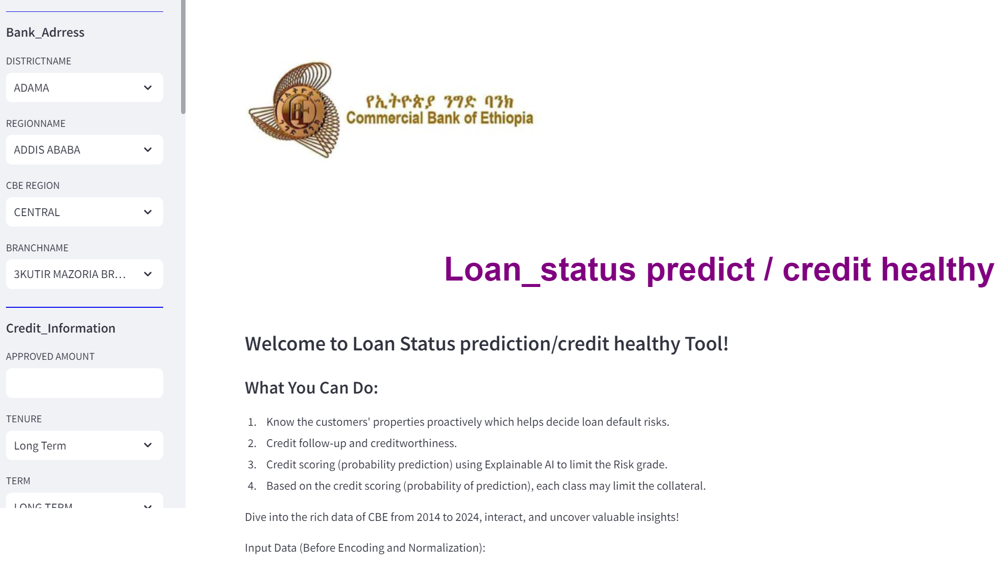 Bank_Adrress
DISTRICTNAME
ADAMA
REGIONNAME
ADDIS ABABA
CBE REGION
CENTRAL
BRANCHNAME
3KUTIR MAZORIA BR...
Credit_Information
APPROVED AMOUNT
TENURE
Long Term
TERM
LONG TERM
CBE
የኢትዮጵያ ንግድ ባንክ
Commercial Bank of Ethiopia
Loan_status predict / credit healthy
Welcome to Loan Status prediction/credit healthy Tool!
What You Can Do:
1. Know the customers' properties proactively which helps decide loan default risks.
2. Credit follow-up and creditworthiness.
3. Credit scoring (probability prediction) using Explainable AI to limit the Risk grade.
4. Based on the credit scoring (probability of prediction), each class may limit the collateral.
Dive into the rich data of CBE from 2014 to 2024, interact, and uncover valuable insights!
Input Data (Before Encoding and Normalization):